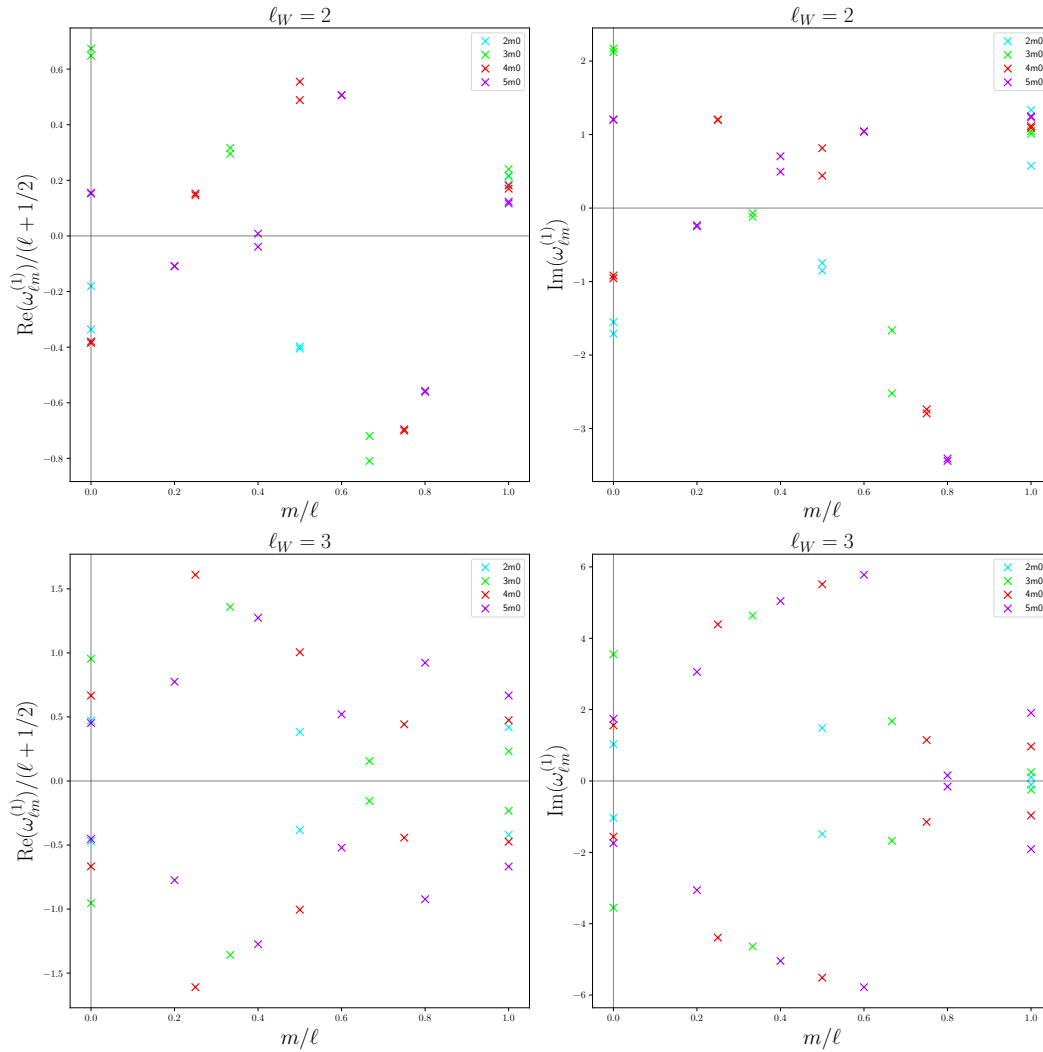 ℓ_W = 2
2m0
3m0
4m0
5m0
0.6
0.4
0.2
0.0
−0.2
−0.4
−0.6
−0.8
Re(ω_{ℓm}^{(1)})/(ℓ + 1/2)
0.0 0.2 0.4 0.6 0.8 1.0
m/ℓ
ℓ_W = 2
2m0
3m0
4m0
5m0
2
1
0
−1
−2
−3
Im(ω_{ℓm}^{(1)})
0.0 0.2 0.4 0.6 0.8 1.0
m/ℓ
ℓ_W = 3
2m0
3m0
4m0
5m0
1.5
1.0
0.5
0.0
−0.5
−1.0
−1.5
Re(ω_{ℓm}^{(1)})/(ℓ + 1/2)
0.0 0.2 0.4 0.6 0.8 1.0
m/ℓ
ℓ_W = 3
2m0
3m0
4m0
5m0
6
4
2
0
−2
−4
−6
Im(ω_{ℓm}^{(1)})
0.0 0.2 0.4 0.6 0.8 1.0
m/ℓ